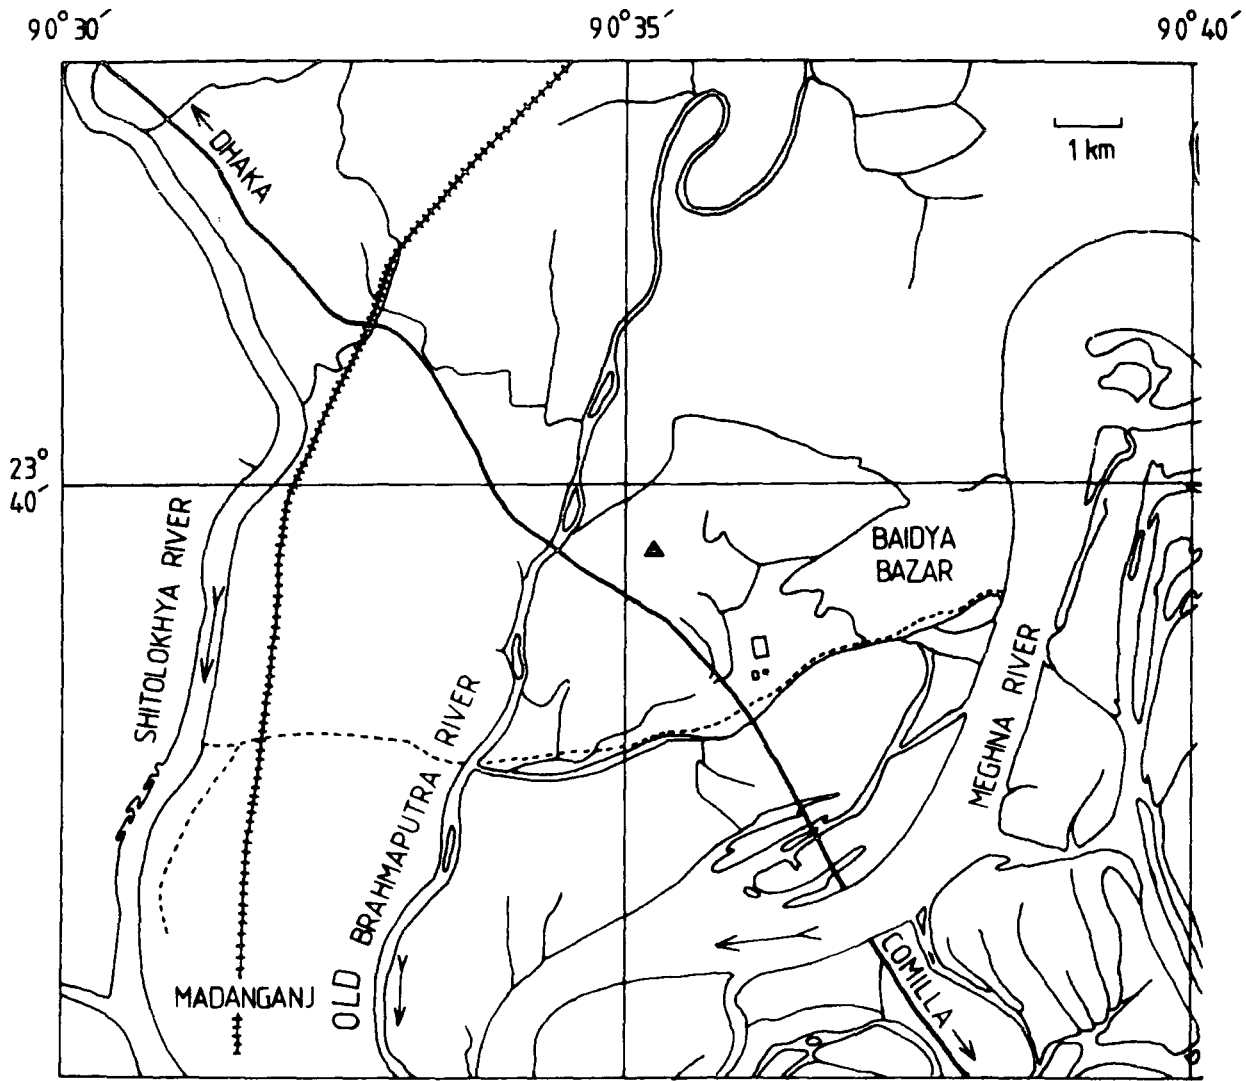 90°30′
90°35′
90°40′
DHAKA
1 km
23°
40′
SHITOLOKHYA RIVER
BAIDYA
BAZAR
MEGHNA RIVER
OLD BRAHMAPUTRA RIVER
COMILLA
MADANGANJ